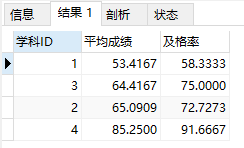 信息 结果 1 剖析 状态
学科ID 平均成绩 及格率
1 53.4167 58.3333
3 64.4167 75.0000
2 65.0909 72.7273
4 85.2500 91.6667